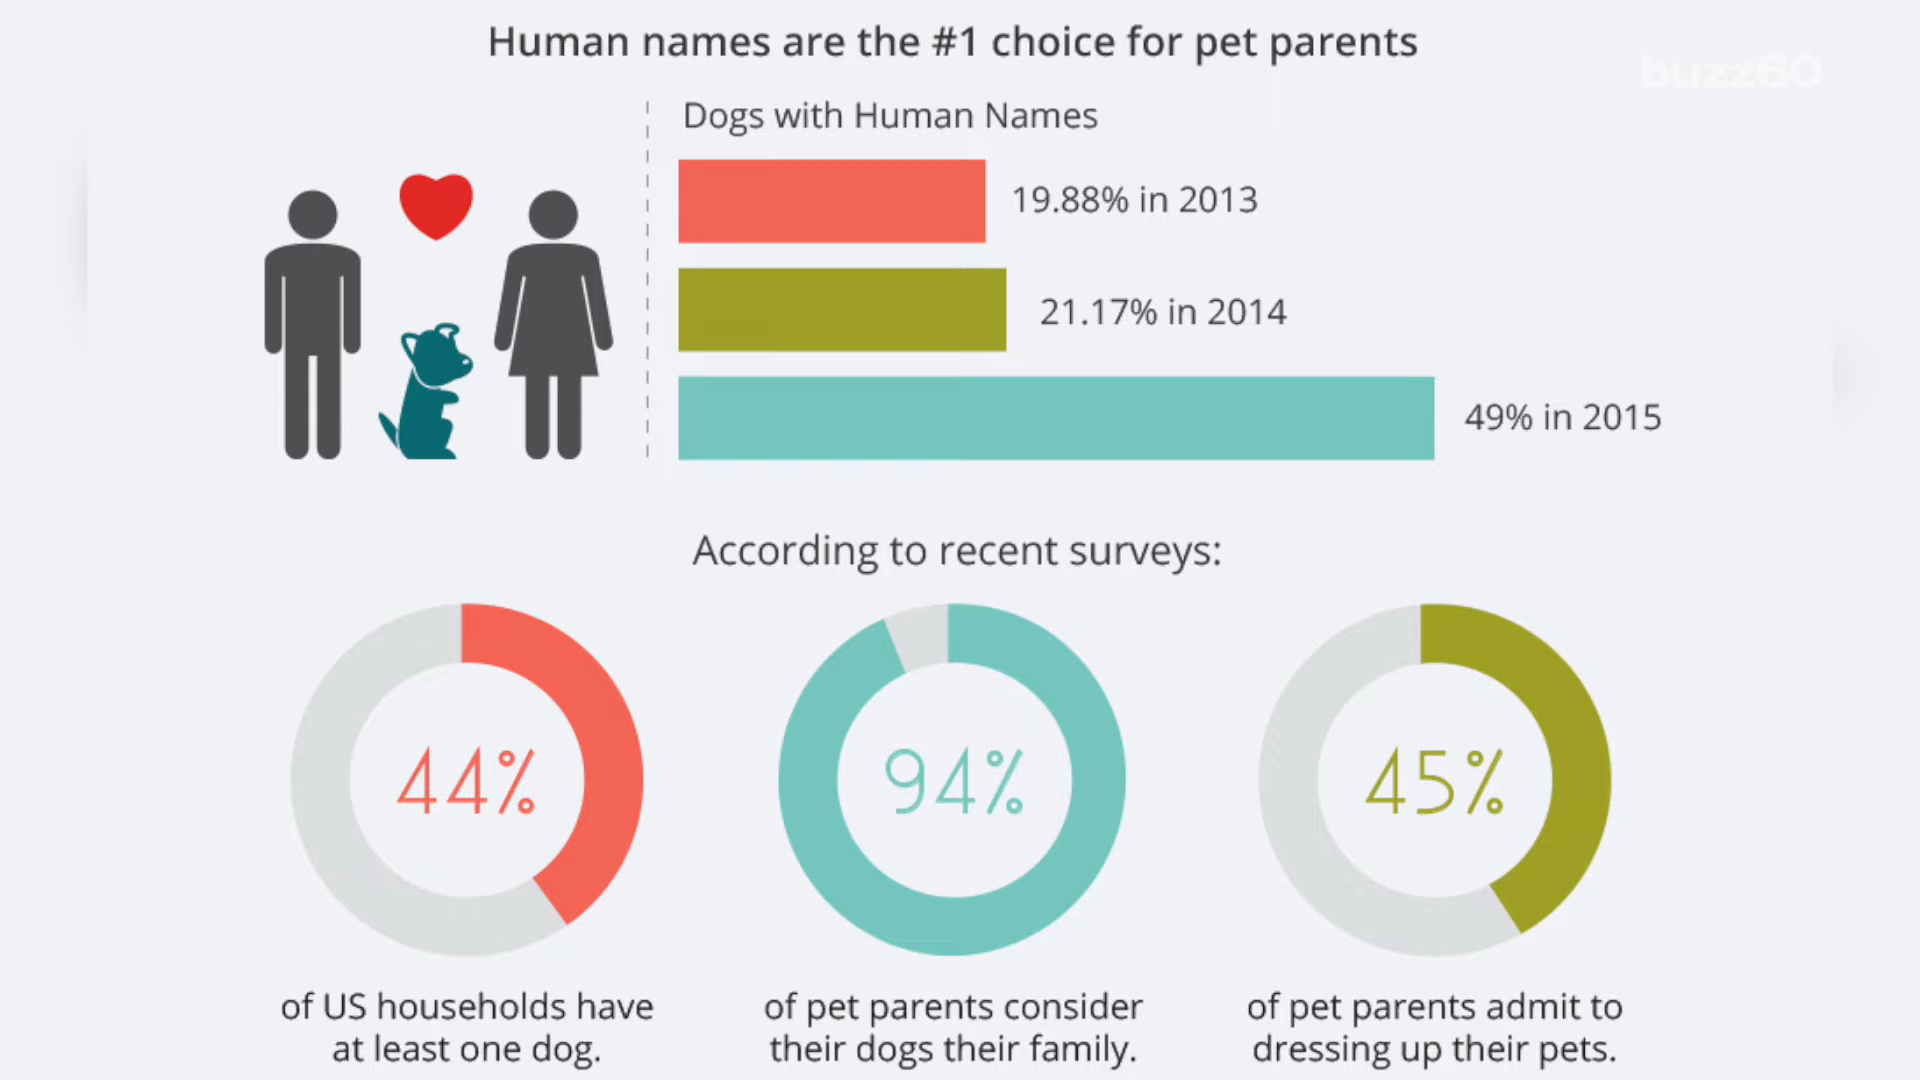 Human names are the #1 choice for pet parents
buzz60
Dogs with Human Names
19.88% in 2013
21.17% in 2014
49% in 2015
According to recent surveys:
44%
of US households have
at least one dog.
94%
of pet parents consider
their dogs their family.
45%
of pet parents admit to
dressing up their pets.